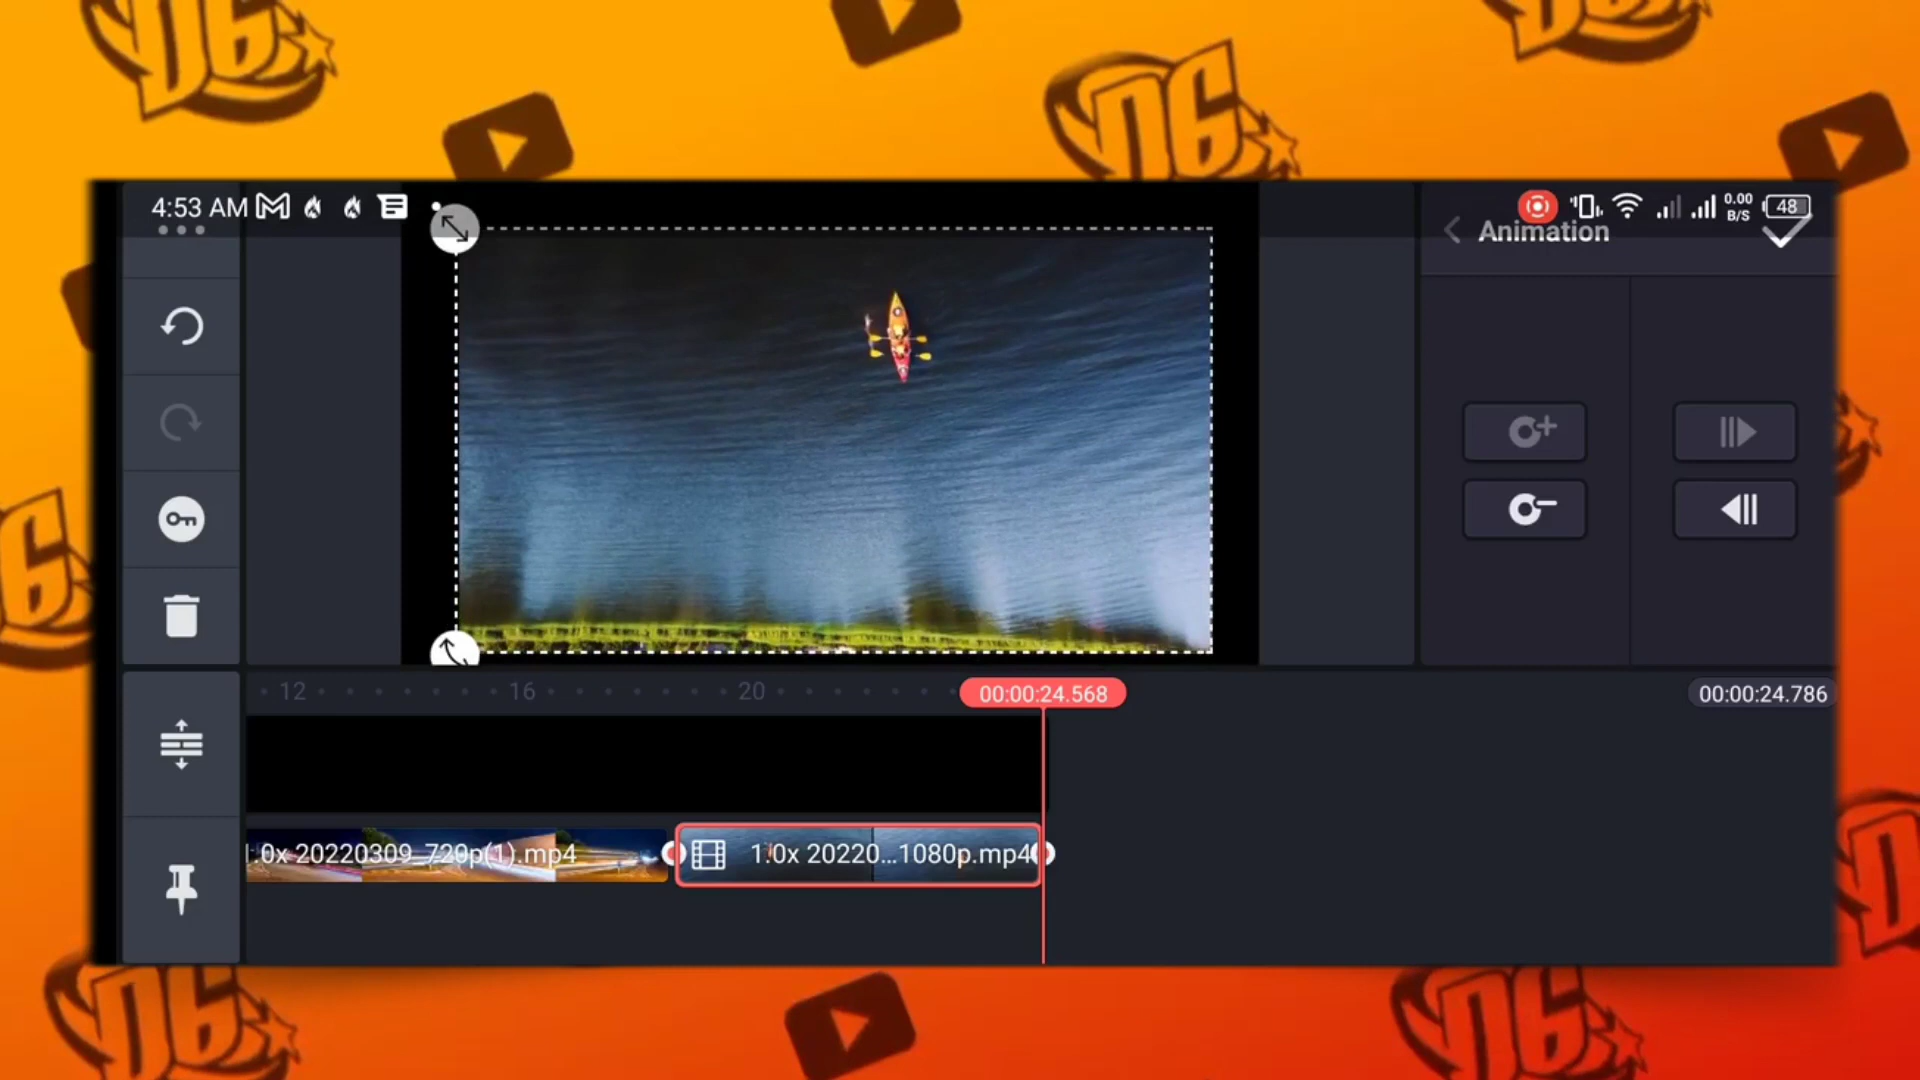 4:53 AM
0.00
B/S
48
Animation
12
16
20
00:00:24.568
00:00:24.786
.0x 20220309_720p(1).mp4
1.0x 20220...1080p.mp4